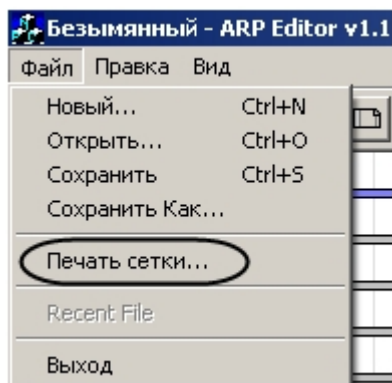 Безымянный - ARP Editor v1.1
Файл Правка Вид
Новый... Ctrl+N
Открыть... Ctrl+O
Сохранить Ctrl+S
Сохранить Как...
Печать сетки...
Recent File
Выход